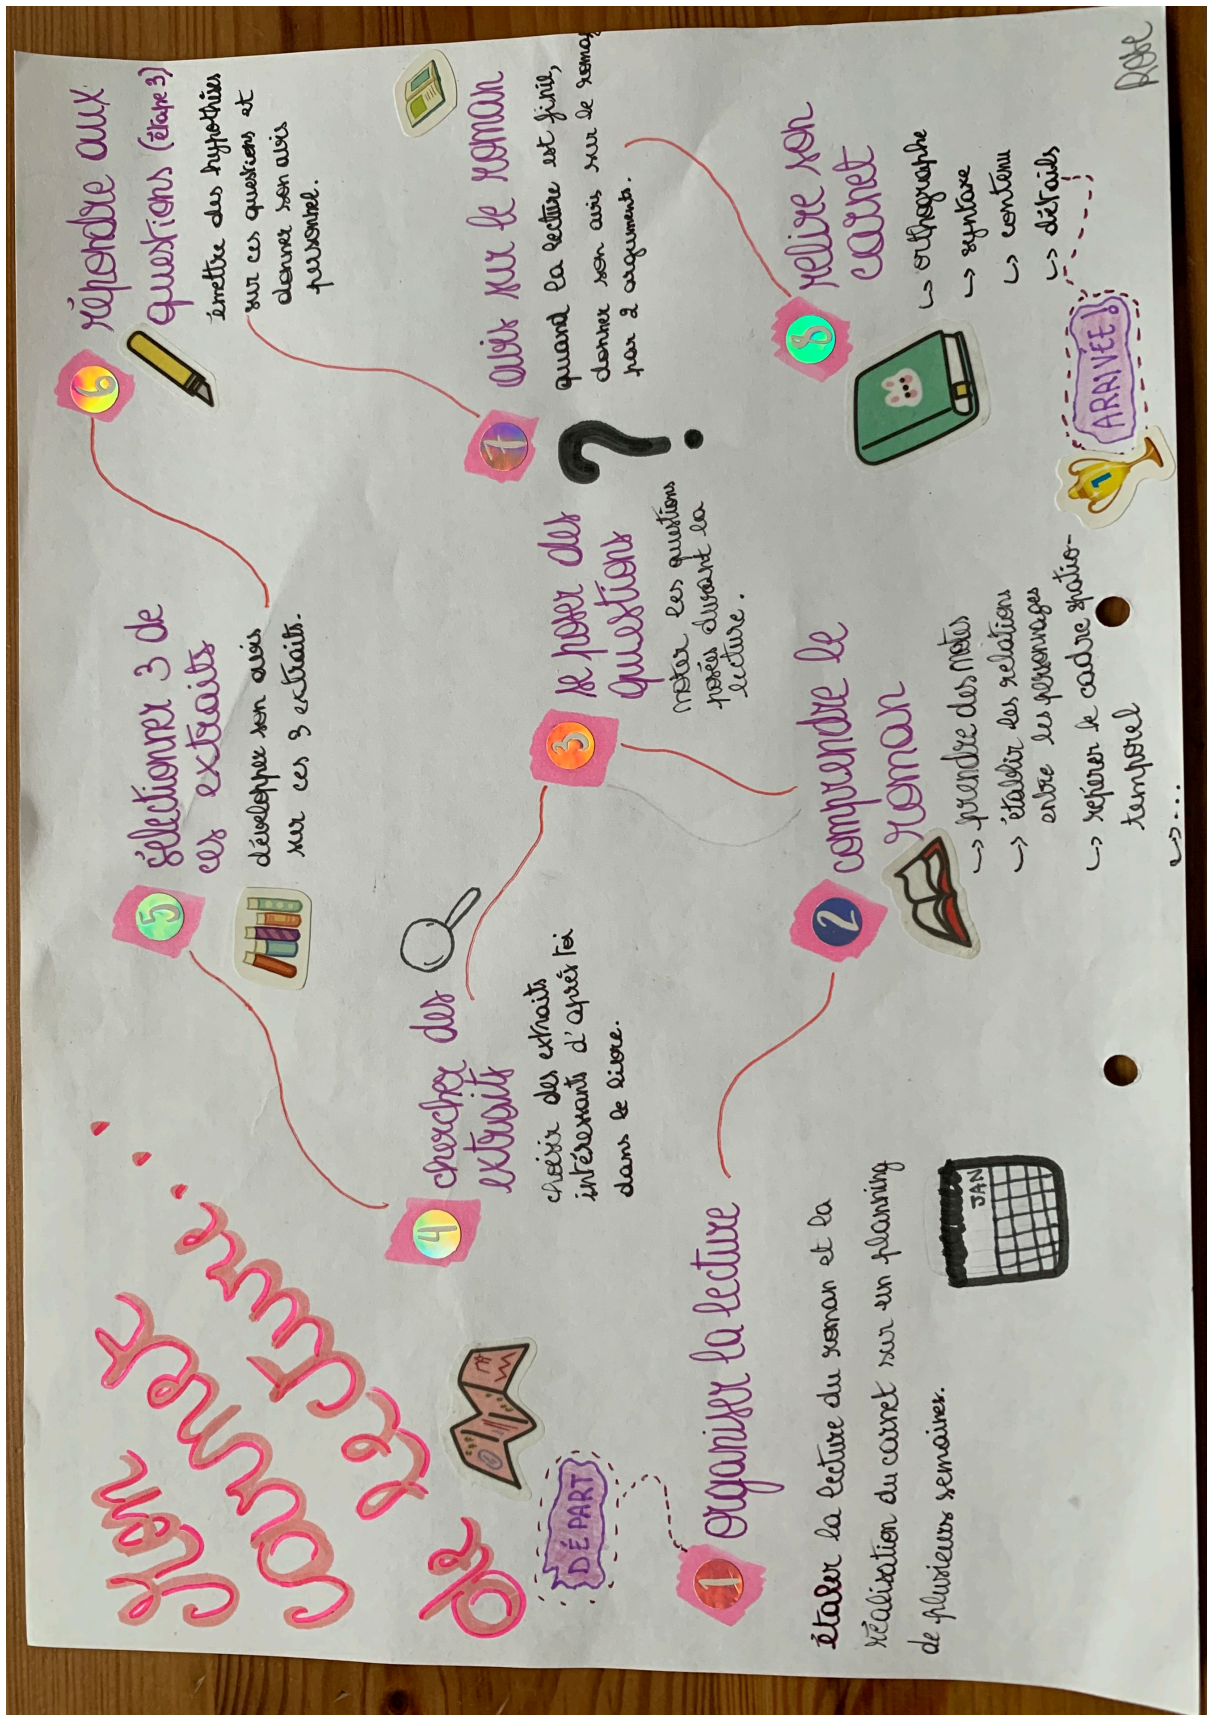 Mon
carnet
de lecture...
DÉPART
1
organiser la lecture
étaler la lecture du roman et la
réalisation du carnet sur un planning
de plusieurs semaines.
JAN
2
comprendre le
roman
↳ prendre des notes
↳ établir les relations
entre les personnages
↳ repérer le cadre spatio-
temporel
↳ ...
3
se poser des
questions
noter les questions
posées durant la
lecture.
?
4
chercher des
extraits
choisir des extraits
intéressants d'après toi
dans le livre.
5
sélectionner 3 de
ces extraits
développer son avis
sur ces 3 extraits.
6
répondre aux
questions (étape 3)
émettre des hypothèses
sur ces questions et
donner son avis
personnel.
7
avis sur le roman
quand la lecture est finie,
donner son avis sur le roman
par 2 arguments.
8
relire son
carnet
↳ orthographe
↳ syntaxe
↳ contenu
↳ détails
ARRIVÉE!
1
Rose